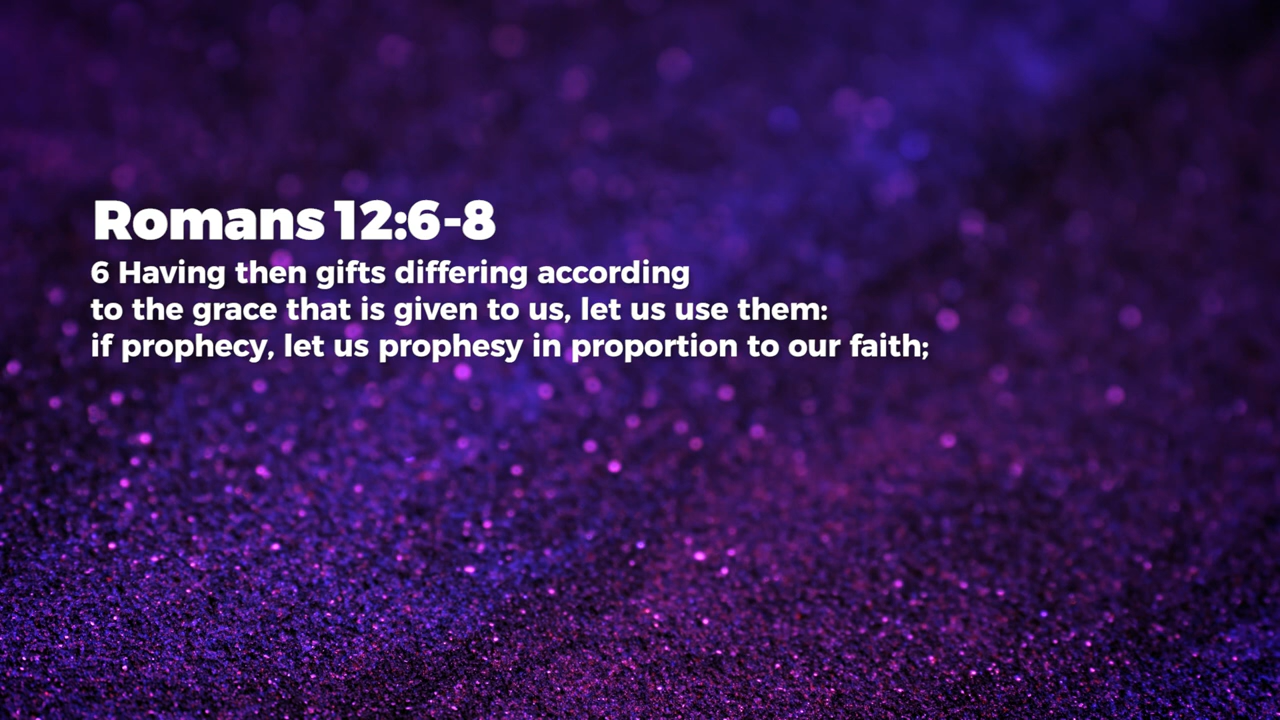 Romans 12:6-8
6 Having then gifts differing according
to the grace that is given to us, let us use them:
if prophecy, let us prophesy in proportion to our faith;